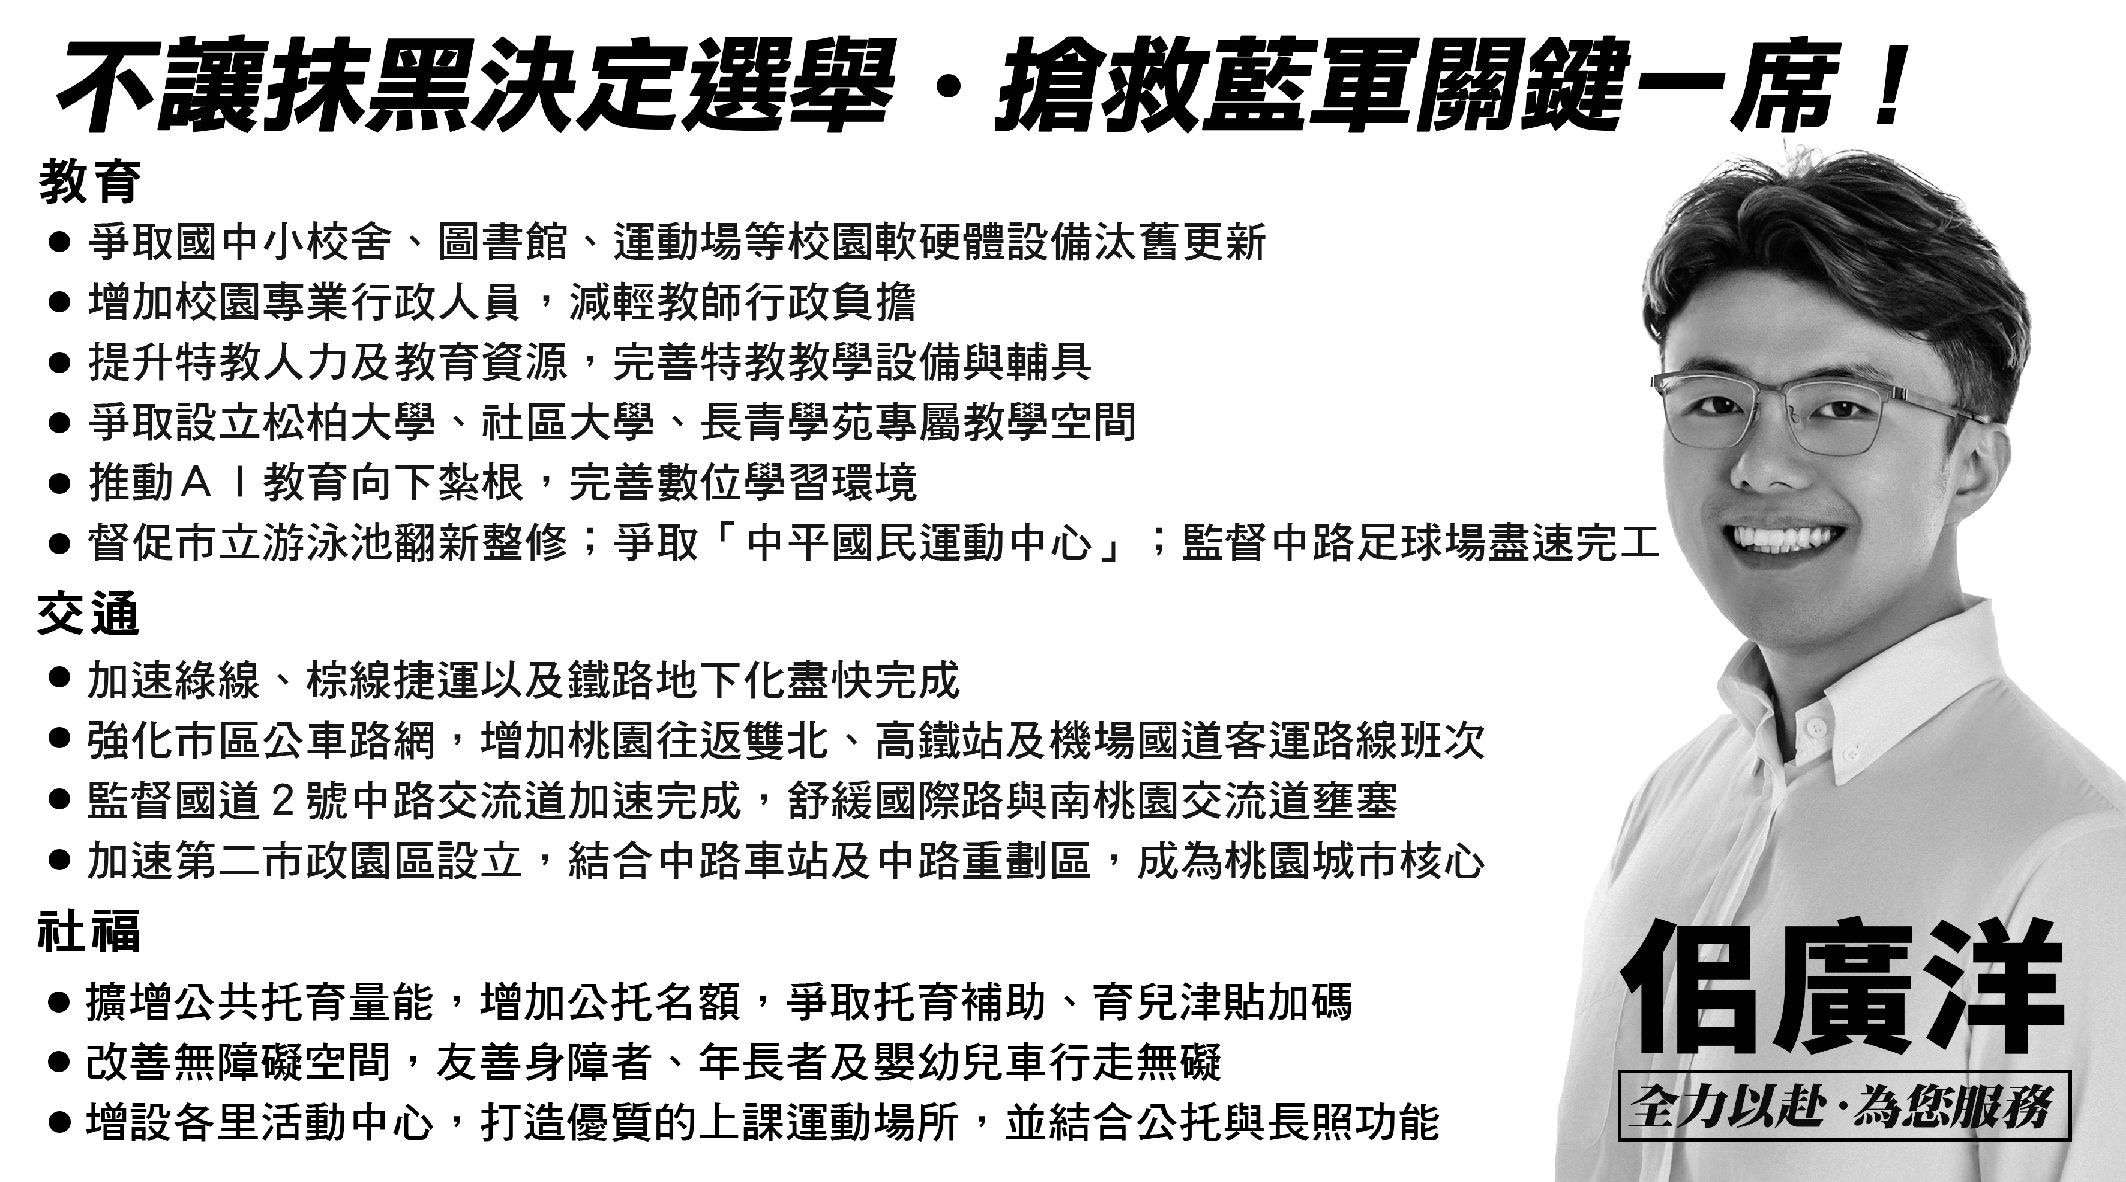 不讓抹黑決定選舉・搶救藍軍關鍵一席！
教育
● 爭取國中小校舍、圖書館、運動場等校園軟硬體設備汰舊更新
● 增加校園專業行政人員，減輕教師行政負擔
● 提升特教人力及教育資源，完善特教教學設備與輔具
● 爭取設立松柏大學、社區大學、長青學苑專屬教學空間
● 推動ＡＩ教育向下紮根，完善數位學習環境
● 督促市立游泳池翻新整修；爭取「中平國民運動中心」；監督中路足球場盡速完工
交通
● 加速綠線、棕線捷運以及鐵路地下化盡快完成
● 強化市區公車路網，增加桃園往返雙北、高鐵站及機場國道客運路線班次
● 監督國道２號中路交流道加速完成，舒緩國際路與南桃園交流道壅塞
● 加速第二市政園區設立，結合中路車站及中路重劃區，成為桃園城市核心
社福
● 擴增公共托育量能，增加公托名額，爭取托育補助、育兒津貼加碼
● 改善無障礙空間，友善身障者、年長者及嬰幼兒車行走無礙
● 增設各里活動中心，打造優質的上課運動場所，並結合公托與長照功能
佀廣洋
全力以赴・為您服務